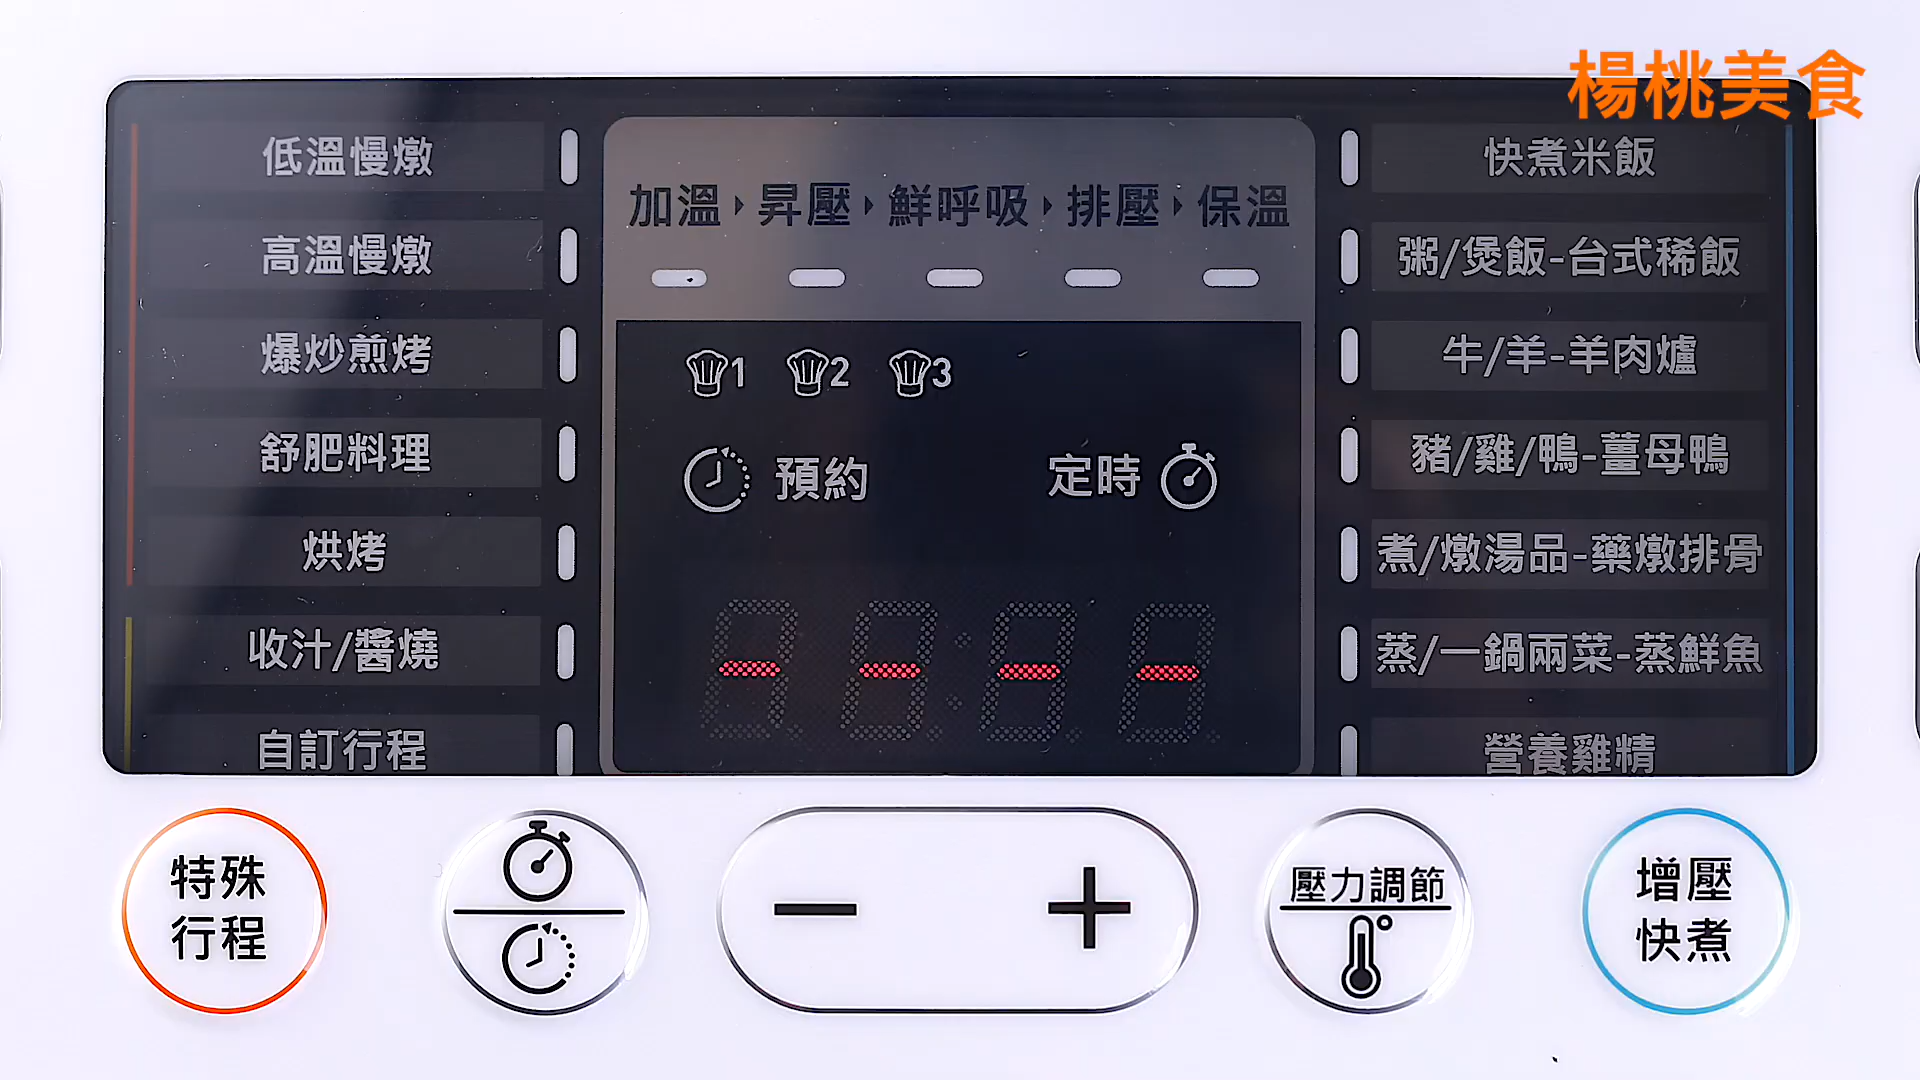 楊桃美食
低溫慢燉
高溫慢燉
爆炒煎烤
舒肥料理
烘烤
收汁/醬燒
自訂行程
加溫 昇壓 鮮呼吸 排壓 保溫
1 2 3
預約 定時
- - - -
快煮米飯
粥/煲飯-台式稀飯
牛/羊-羊肉爐
豬/雞/鴨-薑母鴨
煮/燉湯品-藥燉排骨
蒸/一鍋兩菜-蒸鮮魚
營養雞精
特殊
行程
− +
壓力調節
增壓
快煮